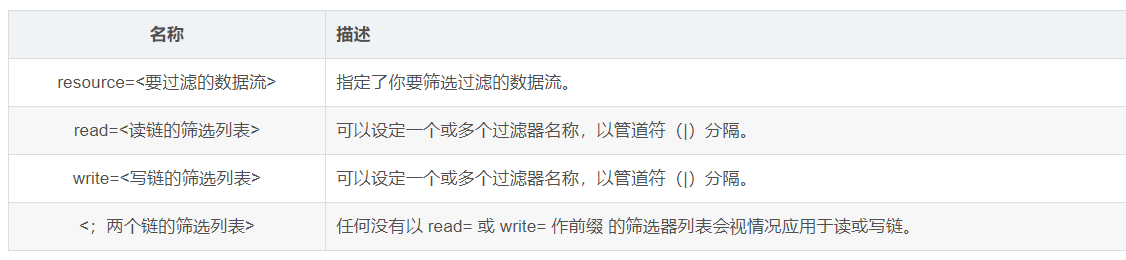 名称 描述
resource=<要过滤的数据流> 指定了你要筛选过滤的数据流。
read=<读链的筛选列表> 可以设定一个或多个过滤器名称，以管道符（|）分隔。
write=<写链的筛选列表> 可以设定一个或多个过滤器名称，以管道符（|）分隔。
<；两个链的筛选列表> 任何没有以 read= 或 write= 作前缀 的筛选器列表会视情况应用于读或写链。